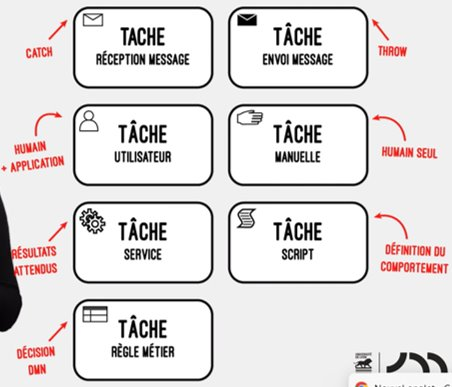 TACHE
RÉCEPTION MESSAGE
CATCH
TÂCHE
ENVOI MESSAGE
THROW
TÂCHE
UTILISATEUR
HUMAIN
+ APPLICATION
TÂCHE
MANUELLE
HUMAIN SEUL
TÂCHE
SERVICE
RÉSULTATS
ATTENDUS
TÂCHE
SCRIPT
DÉFINITION DU
COMPORTEMENT
TÂCHE
RÈGLE MÉTIER
DÉCISION
DMN